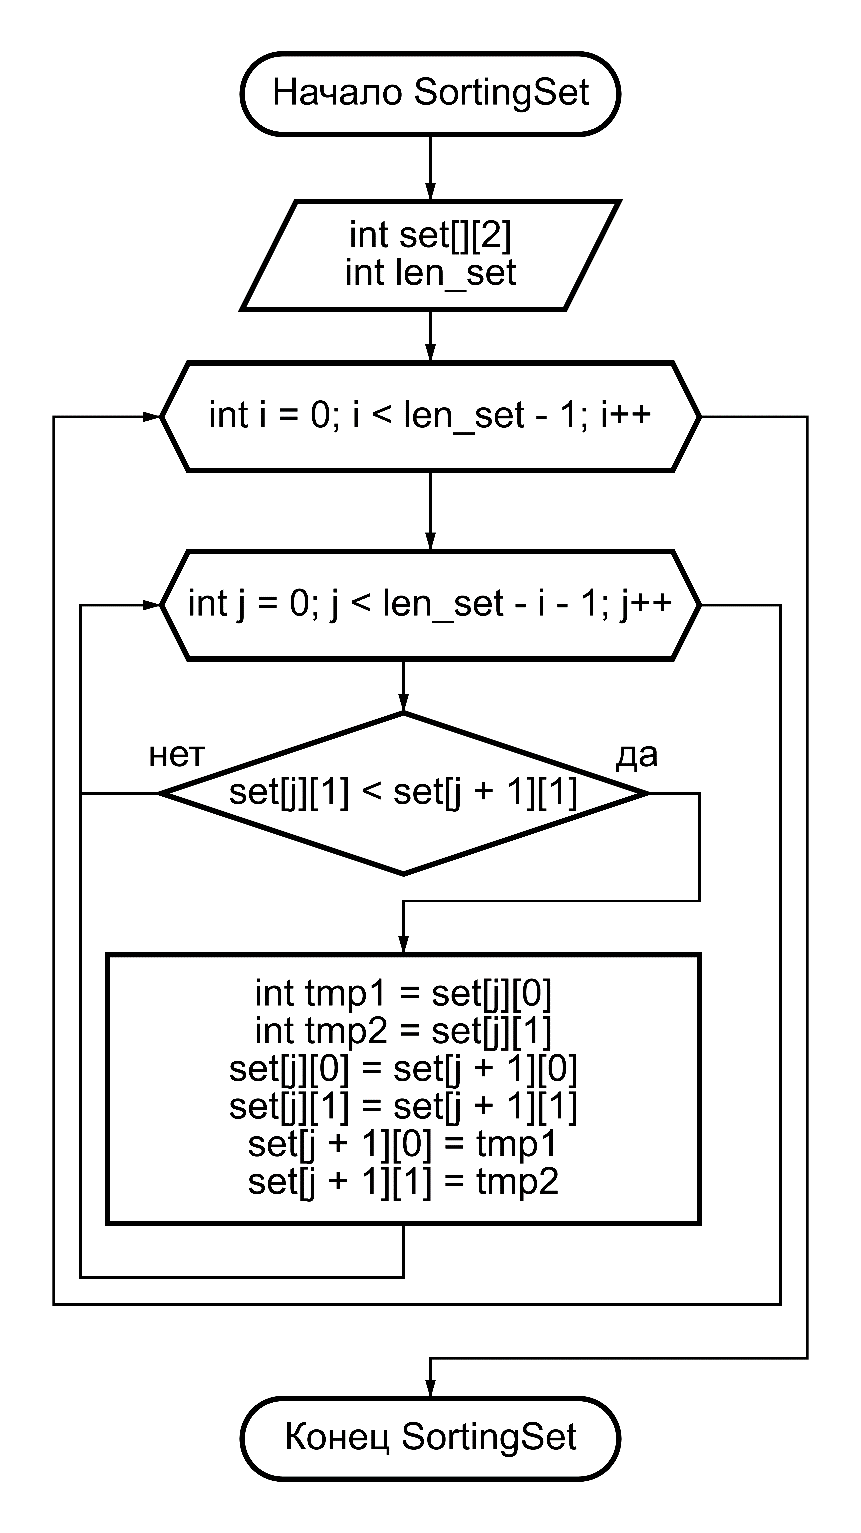 Начало SortingSet
int set[][2]
int len_set
int i = 0; i < len_set - 1; i++
int j = 0; j < len_set - i - 1; j++
нет
да
set[j][1] < set[j + 1][1]
int tmp1 = set[j][0]
int tmp2 = set[j][1]
set[j][0] = set[j + 1][0]
set[j][1] = set[j + 1][1]
set[j + 1][0] = tmp1
set[j + 1][1] = tmp2
Конец SortingSet